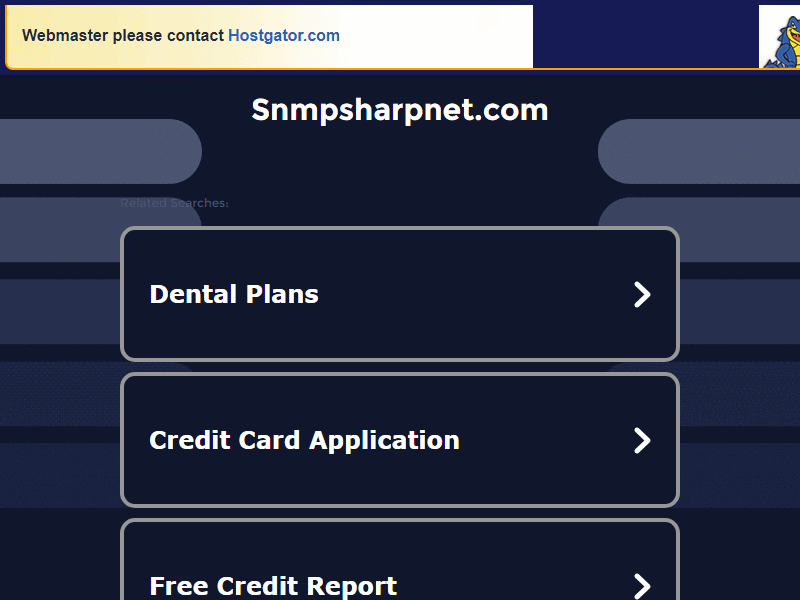 Webmaster please contact Hostgator.com
Snmpsharpnet.com
Related Searches:
Dental Plans
Credit Card Application
Free Credit Report